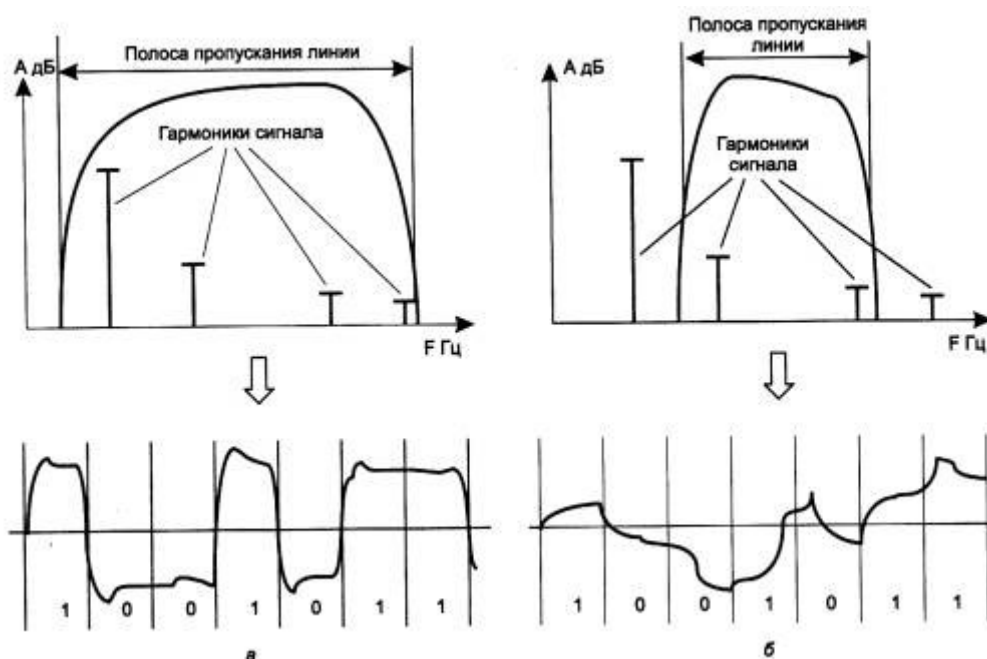 Полоса пропускания линии
А дБ
Гармоники сигнала
F Гц
1 0 0 1 0 1 1
а
Полоса пропускания
линии
А дБ
Гармоники
сигнала
F Гц
1 0 0 1 0 1 1
б